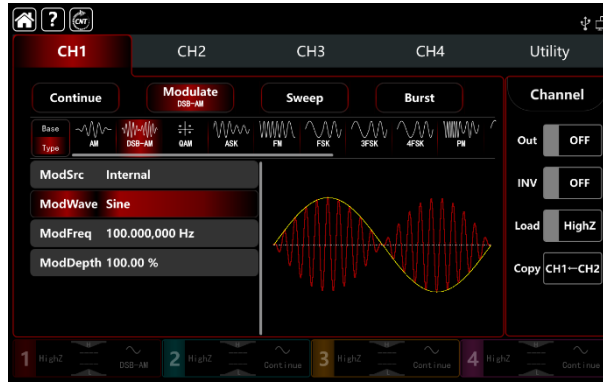 ? CNT
CH1 CH2 CH3 CH4 Utility
Continue Modulate Sweep Burst Channel
DSB-AM
Base
Type AM DSB-AM QAM ASK FM FSK 3FSK 4FSK PM
Out OFF
ModSrc Internal
INV OFF
ModWave Sine
Load HighZ
ModFreq 100.000,000 Hz
ModDepth 100.00 %
Copy CH1←CH2
1 HighZ DSB-AM 2 HighZ Continue 3 HighZ Continue 4 HighZ Continue